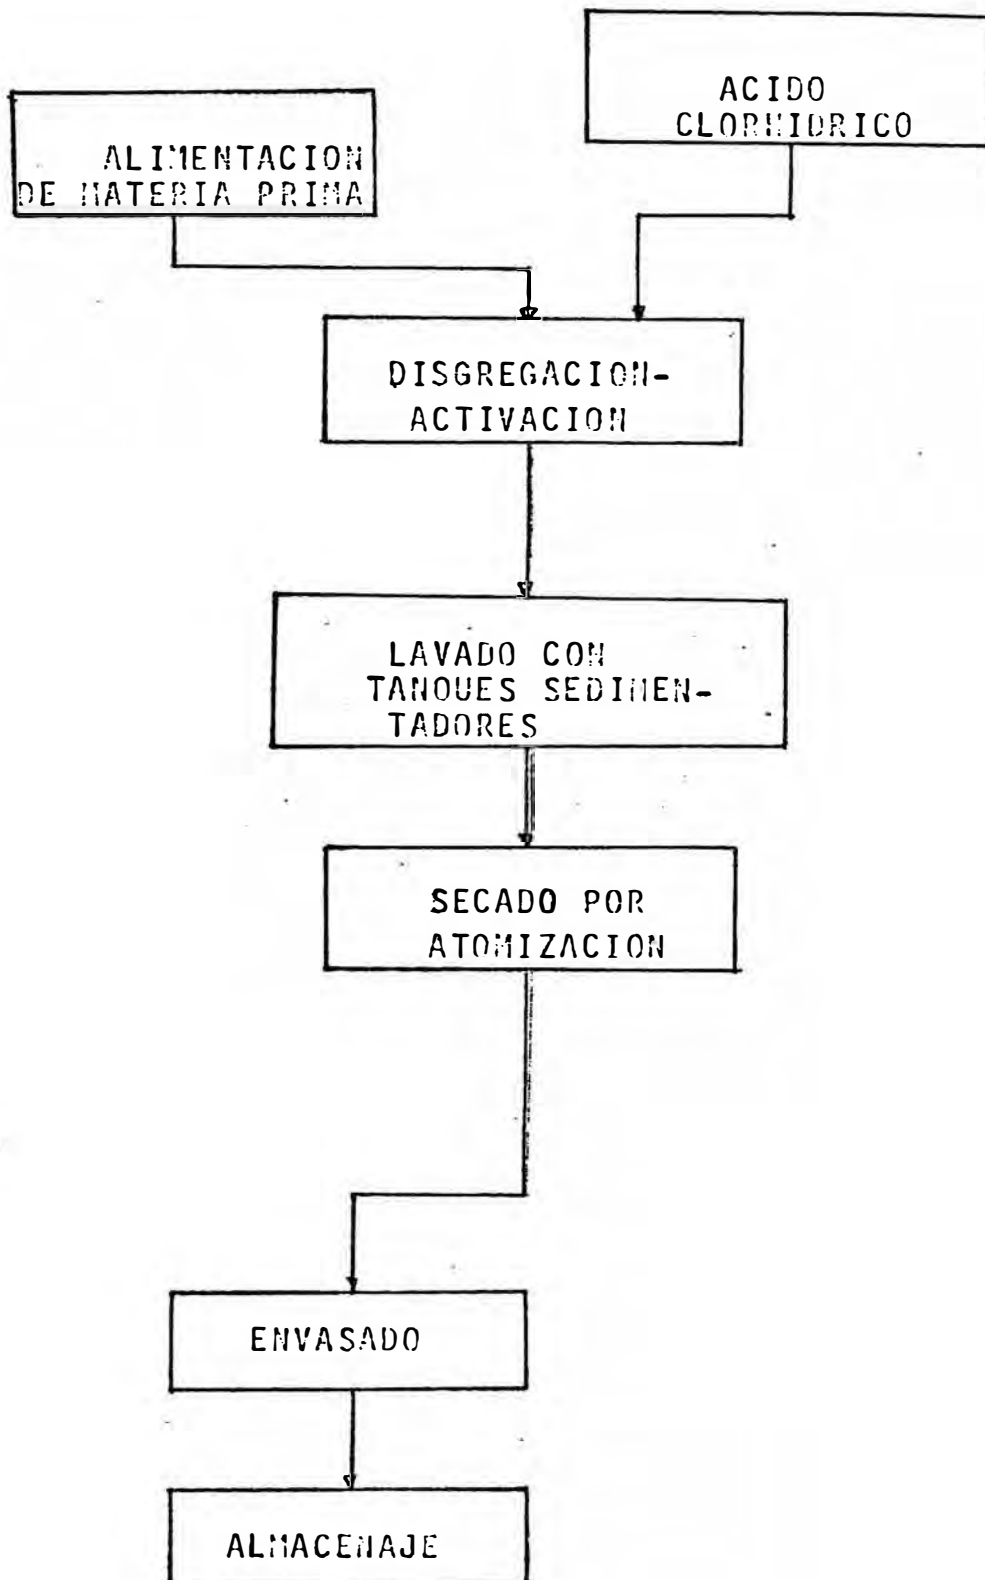 ACIDO
CLORHIDRICO
ALIMENTACION
DE MATERIA PRIMA
DISGREGACION-
ACTIVACION
LAVADO CON
TANQUES SEDIMEN-
TADORES
SECADO POR
ATOMIZACION
ENVASADO
ALMACENAJE